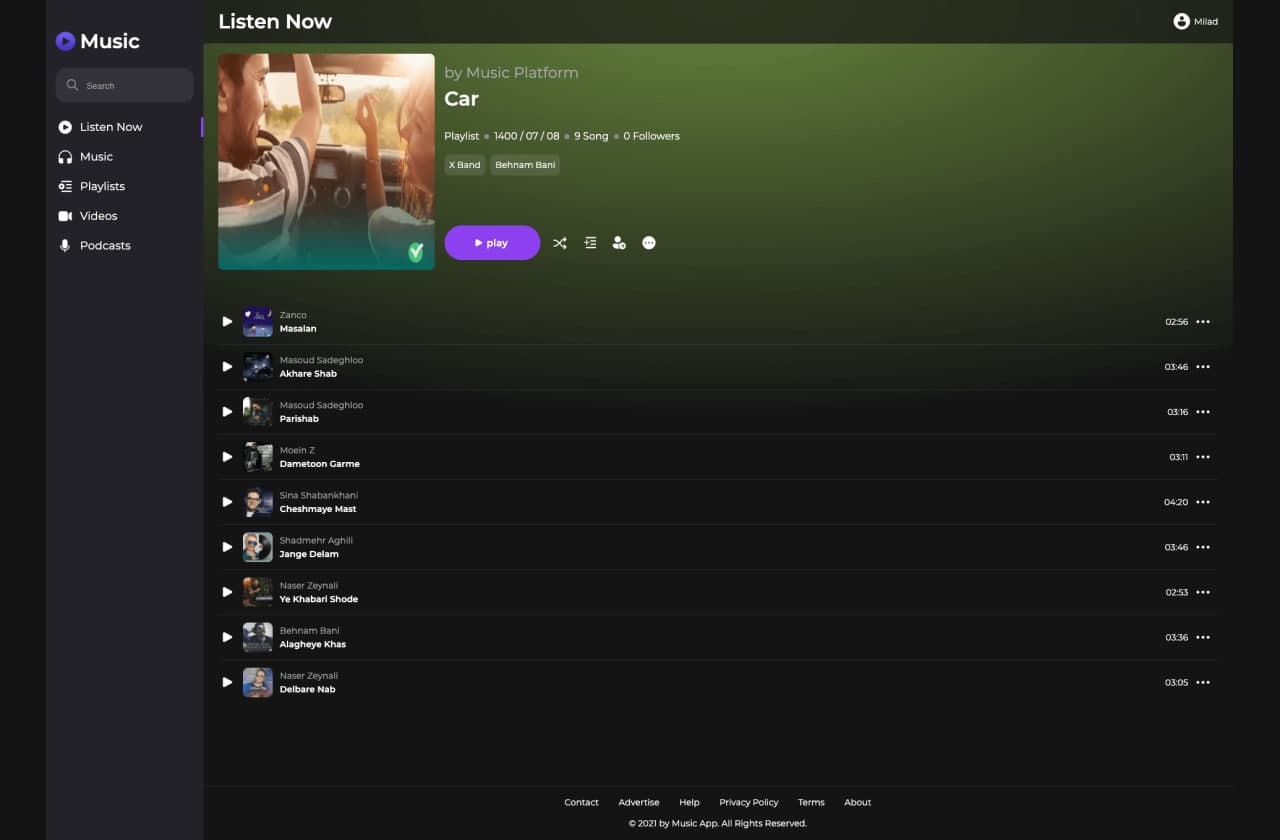 Music
Search
Listen Now
Music
Playlists
Videos
Podcasts
Listen Now
Milad
by Music Platform
Car
Playlist 1400 / 07 / 08 9 Song 0 Followers
X Band Behnam Bani
play
Zanco
Masalan
02:56
Masoud Sadeghloo
Akhare Shab
03:46
Masoud Sadeghloo
Parishab
03:16
Moein Z
Dametoon Garme
03:11
Sina Shabankhani
Cheshmaye Mast
04:20
Shadmehr Aghili
Jange Delam
03:46
Naser Zeynali
Ye Khabari Shode
02:53
Behnam Bani
Alagheye Khas
03:36
Naser Zeynali
Delbare Nab
03:05
Contact Advertise Help Privacy Policy Terms About
© 2021 by Music App. All Rights Reserved.